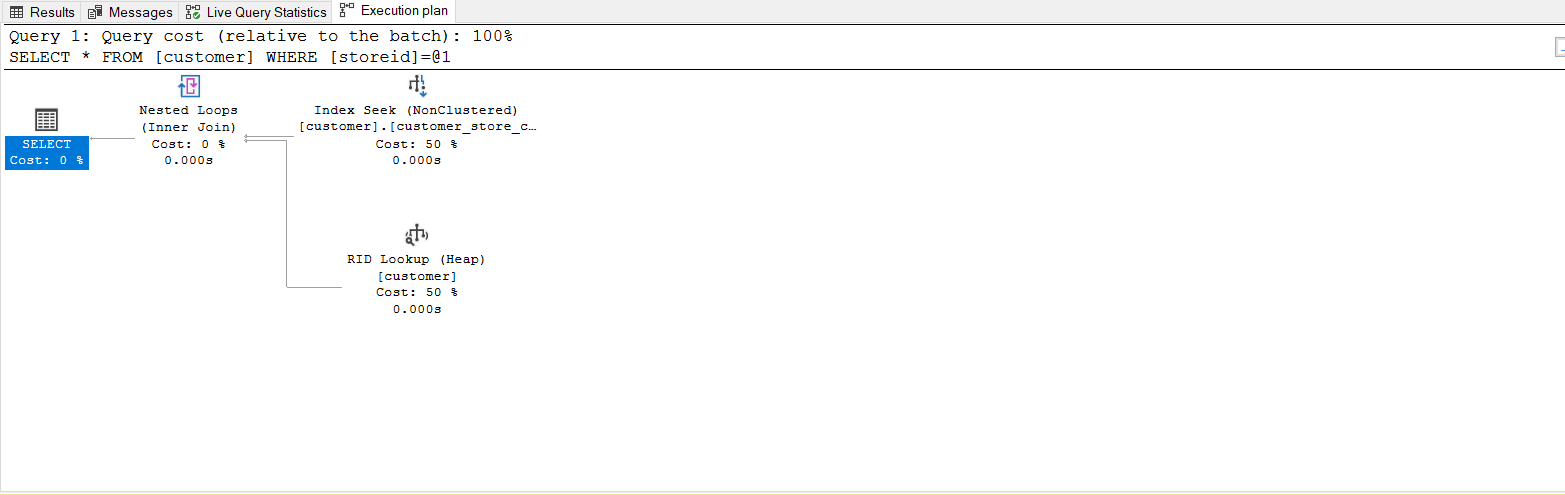 Results Messages Live Query Statistics Execution plan
Query 1: Query cost (relative to the batch): 100%
SELECT * FROM [customer] WHERE [storeid]=@1
SELECT
Cost: 0 %
Nested Loops
(Inner Join)
Cost: 0 %
0.000s
Index Seek (NonClustered)
[customer].[customer_store_c…
Cost: 50 %
0.000s
RID Lookup (Heap)
[customer]
Cost: 50 %
0.000s